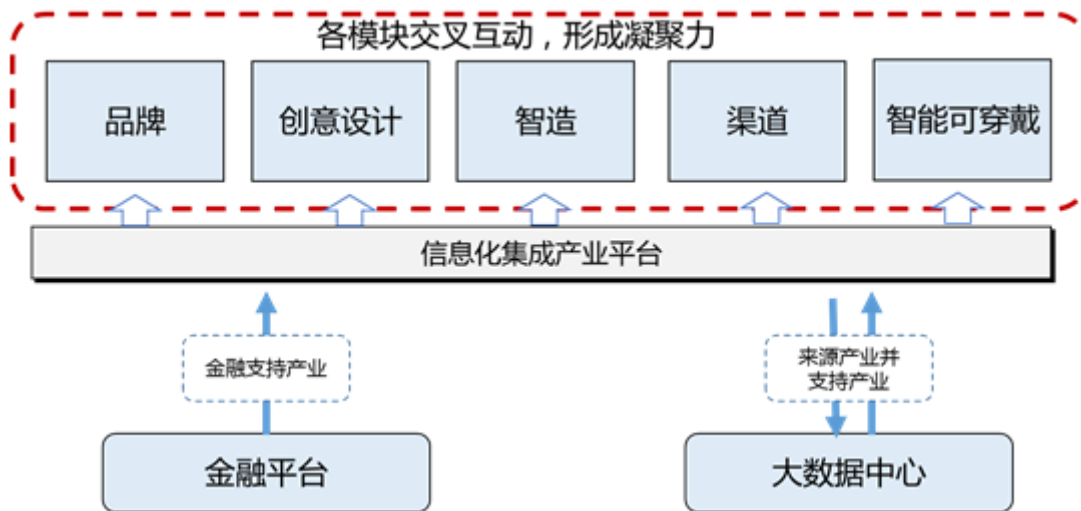 各模块交叉互动，形成凝聚力
品牌
创意设计
智造
渠道
智能可穿戴
信息化集成产业平台
金融支持产业
来源产业并
支持产业
金融平台
大数据中心